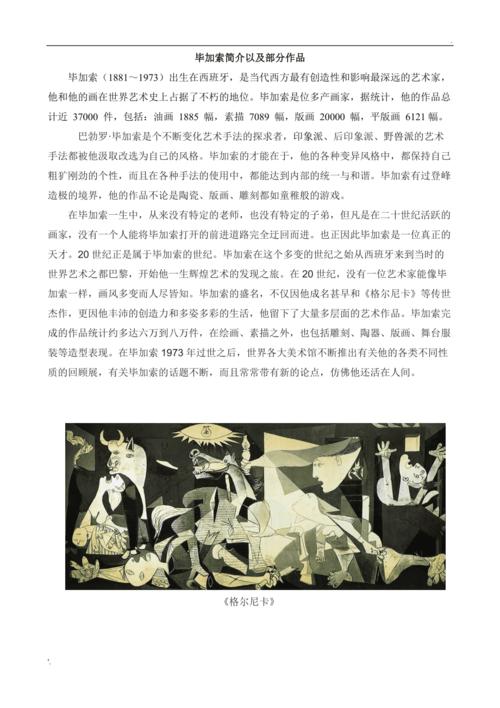 毕加索简介以及部分作品
毕加索（1881～1973）出生在西班牙，是当代西方最有创造性和影响最深远的艺术家，
他和他的画在世界艺术史上占据了不朽的地位。毕加索是位多产画家，据统计，他的作品总
计近 37000 件，包括：油画 1885 幅，素描 7089 幅，版画 20000 幅，平版画 6121 幅。
巴勃罗·毕加索是个不断变化艺术手法的探求者，印象派、后印象派、野兽派的艺术
手法都被他汲取改选为自己的风格。毕加索的才能在于，他的各种变异风格中，都保持自己
粗犷刚劲的个性，而且在各种手法的使用中，都能达到内部的统一与和谐。毕加索有过登峰
造极的境界，他的作品不论是陶瓷、版画、雕刻都如童稚般的游戏。
在毕加索一生中，从来没有特定的老师，也没有特定的子弟，但凡是在二十世纪活跃的
画家，没有一个人能将毕加索打开的前进道路完全迂回而进。也正因此毕加索是一位真正的
天才。20 世纪正是属于毕加索的世纪。毕加索在这个多变的世纪之始从西班牙来到当时的
世界艺术之都巴黎，开始他一生辉煌艺术的发现之旅。在 20 世纪，没有一位艺术家能像毕
加索一样，画风多变而人尽皆知。毕加索的盛名，不仅因他成名甚早和《格尔尼卡》等传世
杰作，更因他丰沛的创造力和多姿多彩的生活，他留下了大量多层面的艺术作品。毕加索完
成的作品统计约多达六万到八万件，在绘画、素描之外，也包括雕刻、陶器、版画、舞台服
装等造型表现。在毕加索 1973 年过世之后，世界各大美术馆不断推出有关他的各类不同性
质的回顾展，有关毕加索的话题不断，而且常常带有新的论点，仿佛他还活在人间。
《格尔尼卡》